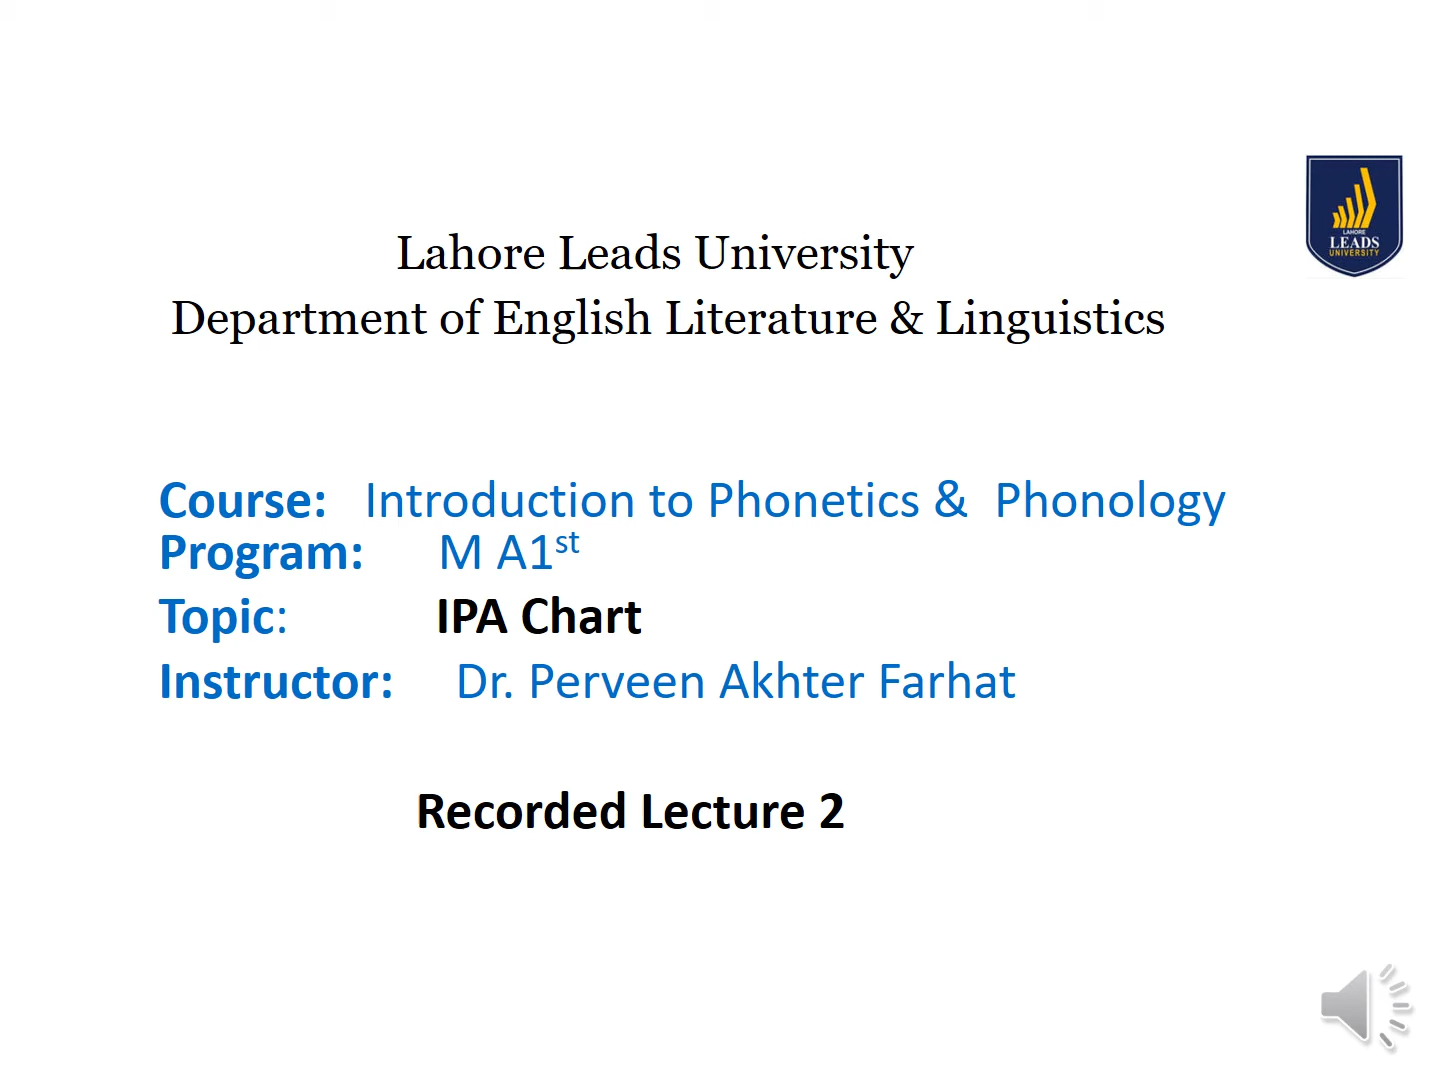 LAHORE
LEADS
UNIVERSITY
Lahore Leads University
Department of English Literature & Linguistics
Course: Introduction to Phonetics & Phonology
Program: M A1st
Topic: IPA Chart
Instructor: Dr. Perveen Akhter Farhat
Recorded Lecture 2